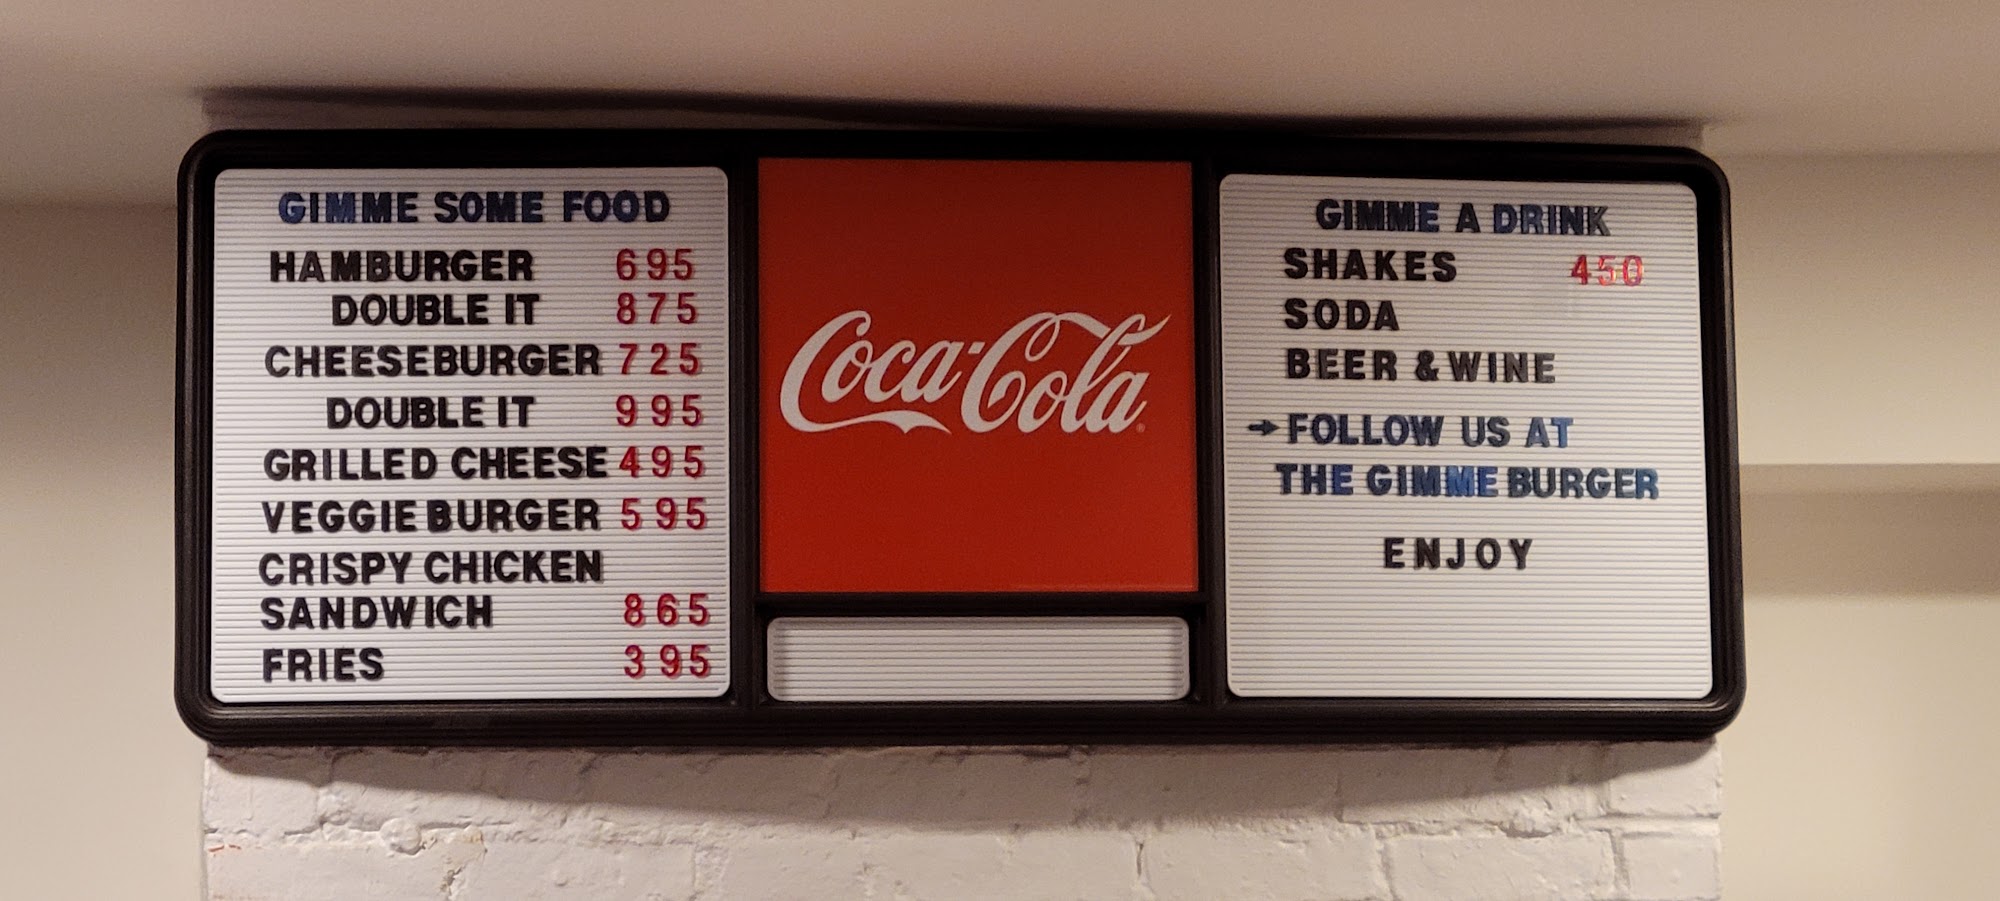 GIMME SOME FOOD
HAMBURGER 695
DOUBLE IT 875
CHEESEBURGER 725
DOUBLE IT 995
GRILLED CHEESE 495
VEGGIE BURGER 595
CRISPY CHICKEN
SANDWICH 865
FRIES 395
Coca-Cola
GIMME A DRINK
SHAKES 450
SODA
BEER & WINE
→FOLLOW US AT
THE GIMME BURGER
ENJOY